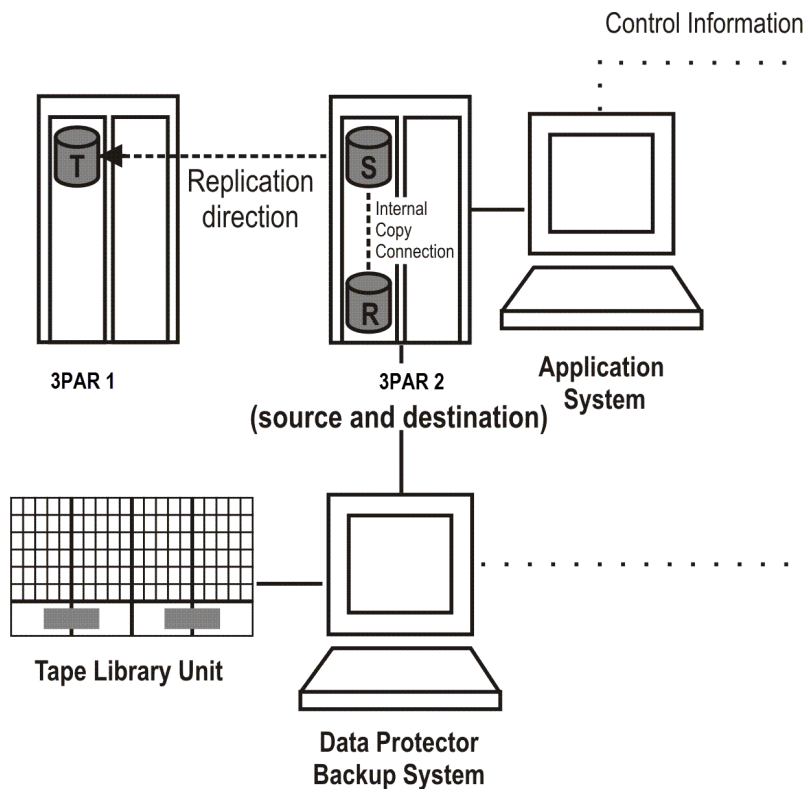 Control Information
T
S
Replication
direction
Internal
Copy
Connection
R
3PAR 1
3PAR 2
(source and destination)
Application
System
Tape Library Unit
Data Protector
Backup System